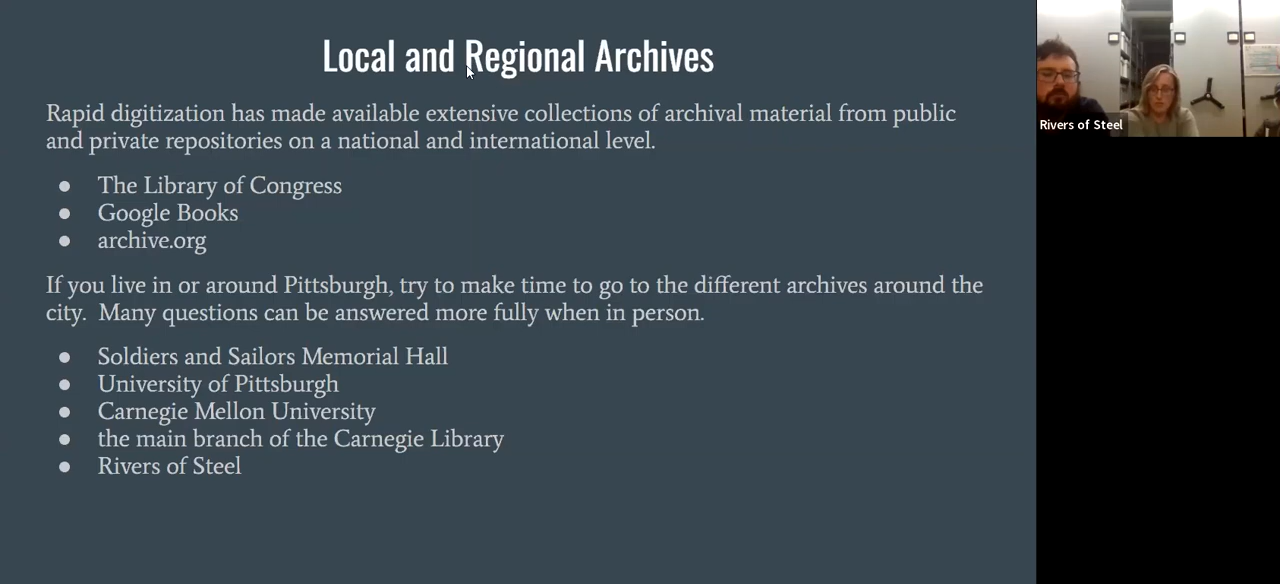 Local and Regional Archives
Rapid digitization has made available extensive collections of archival material from public
and private repositories on a national and international level.
● The Library of Congress
● Google Books
● archive.org
If you live in or around Pittsburgh, try to make time to go to the different archives around the
city.  Many questions can be answered more fully when in person.
● Soldiers and Sailors Memorial Hall
● University of Pittsburgh
● Carnegie Mellon University
● the main branch of the Carnegie Library
● Rivers of Steel
Rivers of Steel